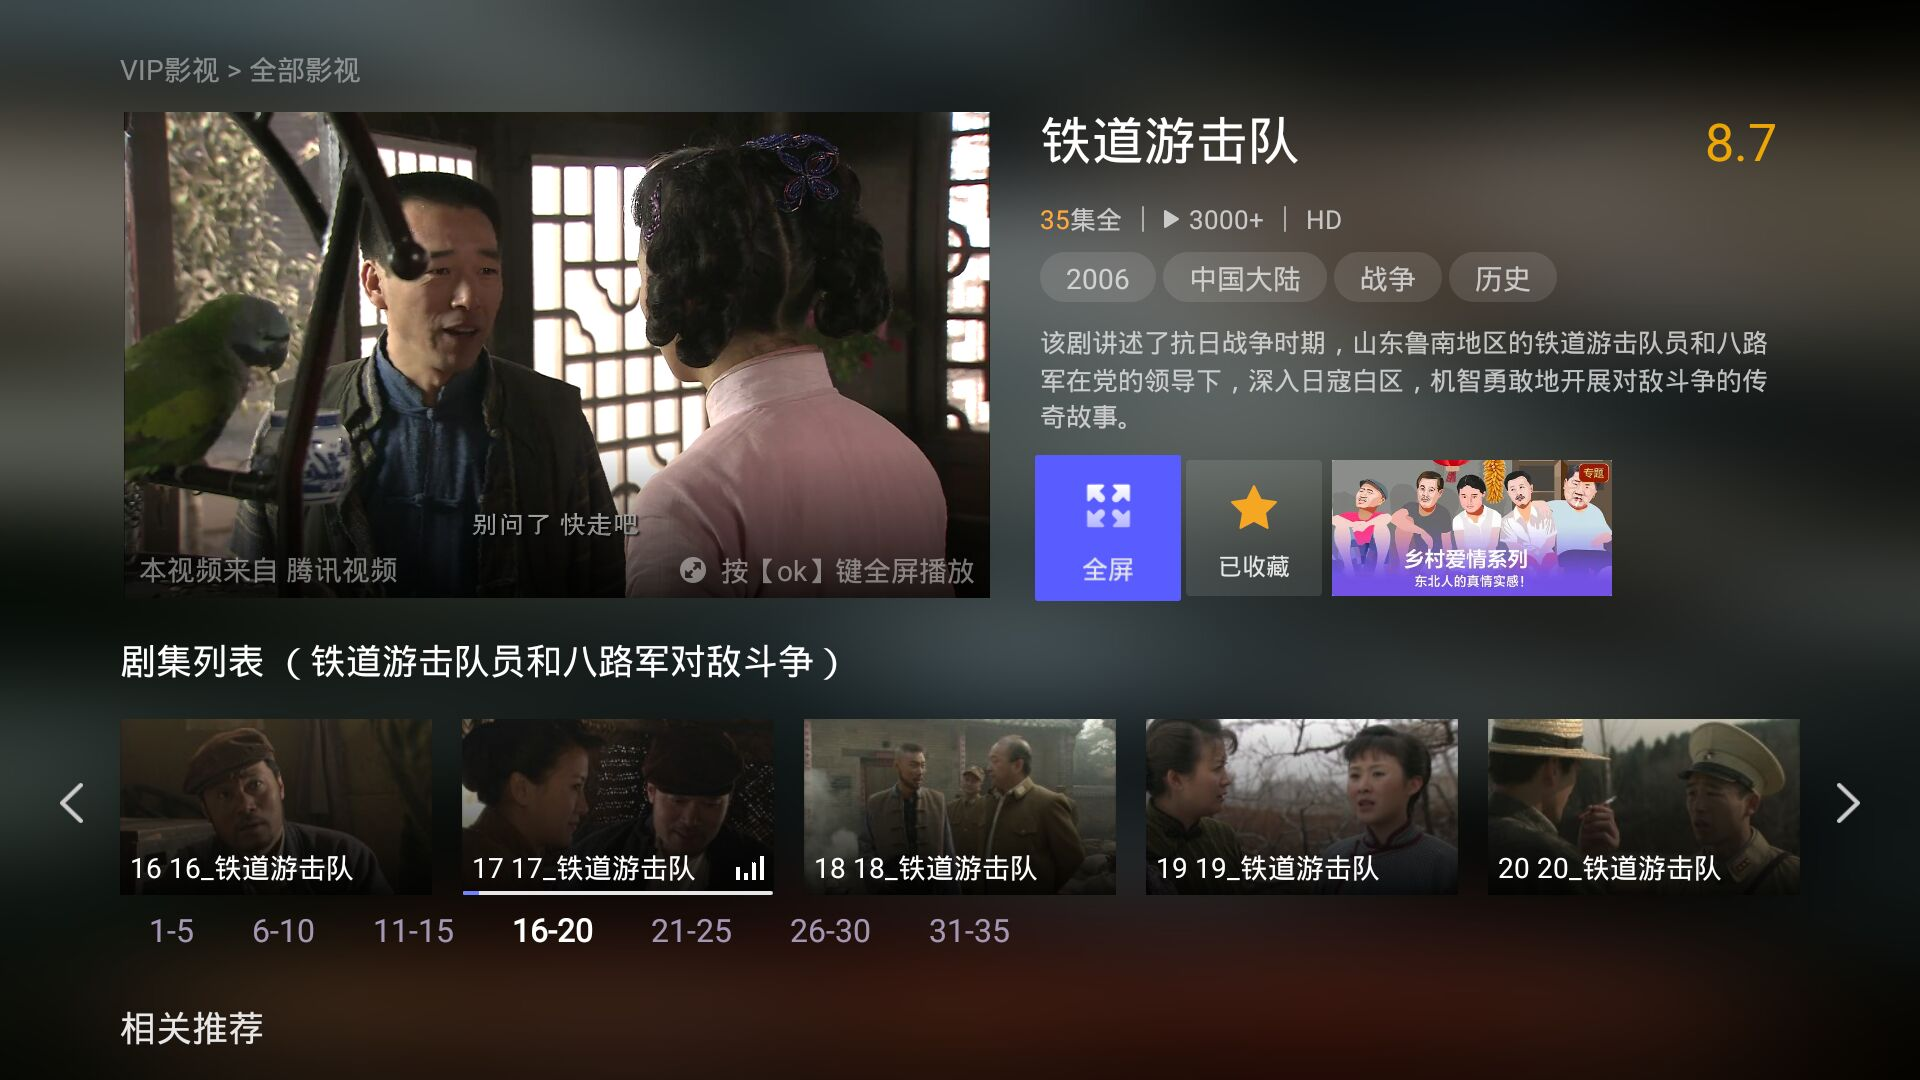 VIP影视 > 全部影视
别问了 快走吧
本视频来自 腾讯视频
按【ok】键全屏播放
铁道游击队
8.7
35集全 | 3000+ | HD
2006 中国大陆 战争 历史
该剧讲述了抗日战争时期，山东鲁南地区的铁道游击队员和八路
军在党的领导下，深入日寇白区，机智勇敢地开展对敌斗争的传
奇故事。
全屏
已收藏
专题
乡村爱情系列
东北人的真情实感！
剧集列表 （铁道游击队员和八路军对敌斗争）
16 16_铁道游击队
17 17_铁道游击队
18 18_铁道游击队
19 19_铁道游击队
20 20_铁道游击队
1-5 6-10 11-15 16-20 21-25 26-30 31-35
相关推荐